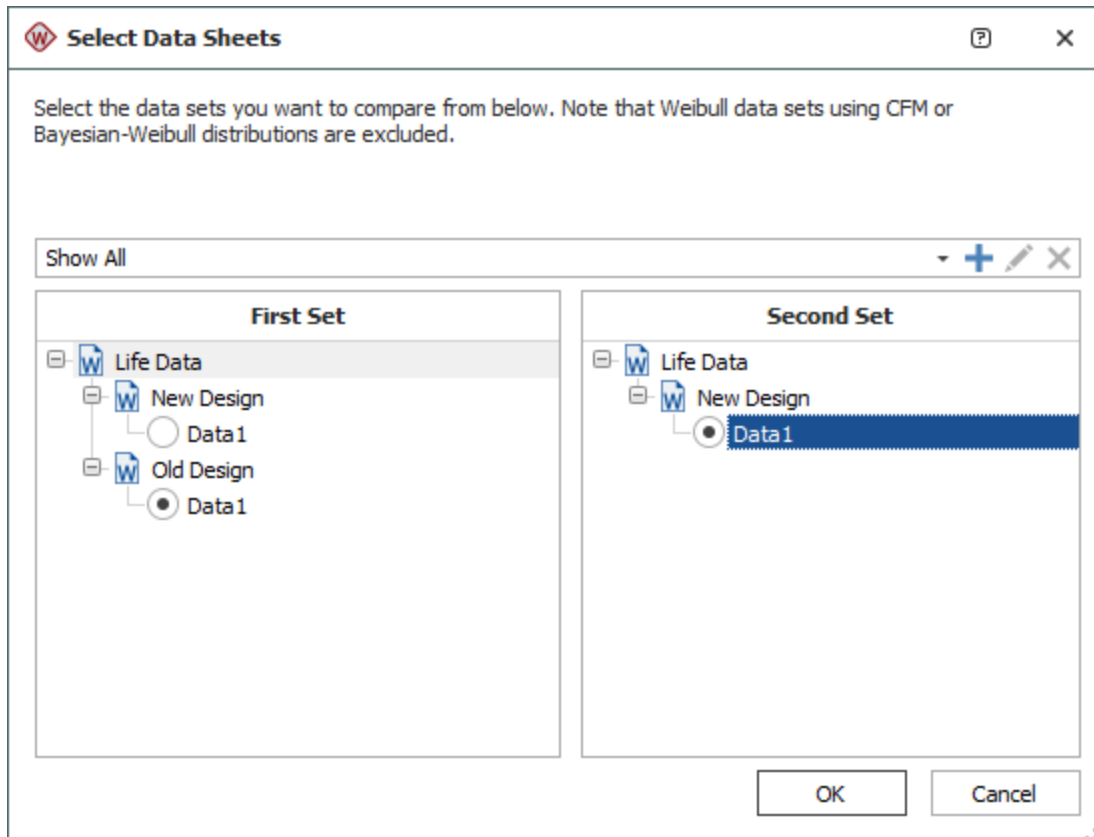 Select Data Sheets
Select the data sets you want to compare from below. Note that Weibull data sets using CFM or
Bayesian-Weibull distributions are excluded.
Show All
First Set
Life Data
New Design
Data1
Old Design
Data1
Second Set
Life Data
New Design
Data1
OK
Cancel